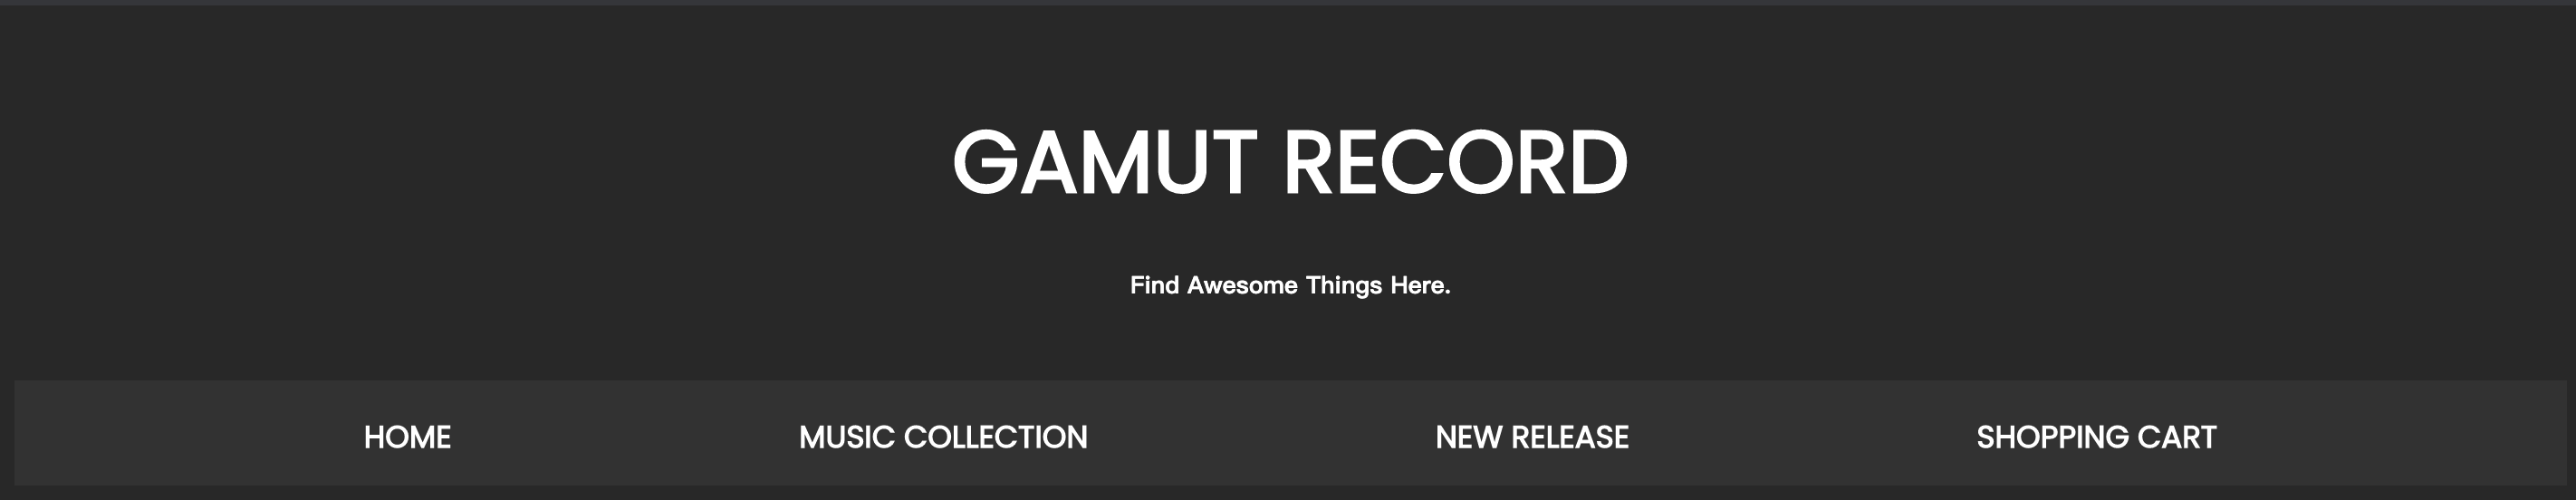 GAMUT RECORD
Find Awesome Things Here.
HOME MUSIC COLLECTION NEW RELEASE SHOPPING CART